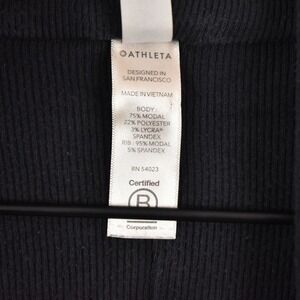 ATHLETA
DESIGNED IN
SAN FRANCISCO
MADE IN VIETNAM
BODY:
75% MODAL
22% POLYESTER
3% LYCRA®
SPANDEX
RIB: 95% MODAL
5% SPANDEX
RN 54023
Certified
B
Corporation